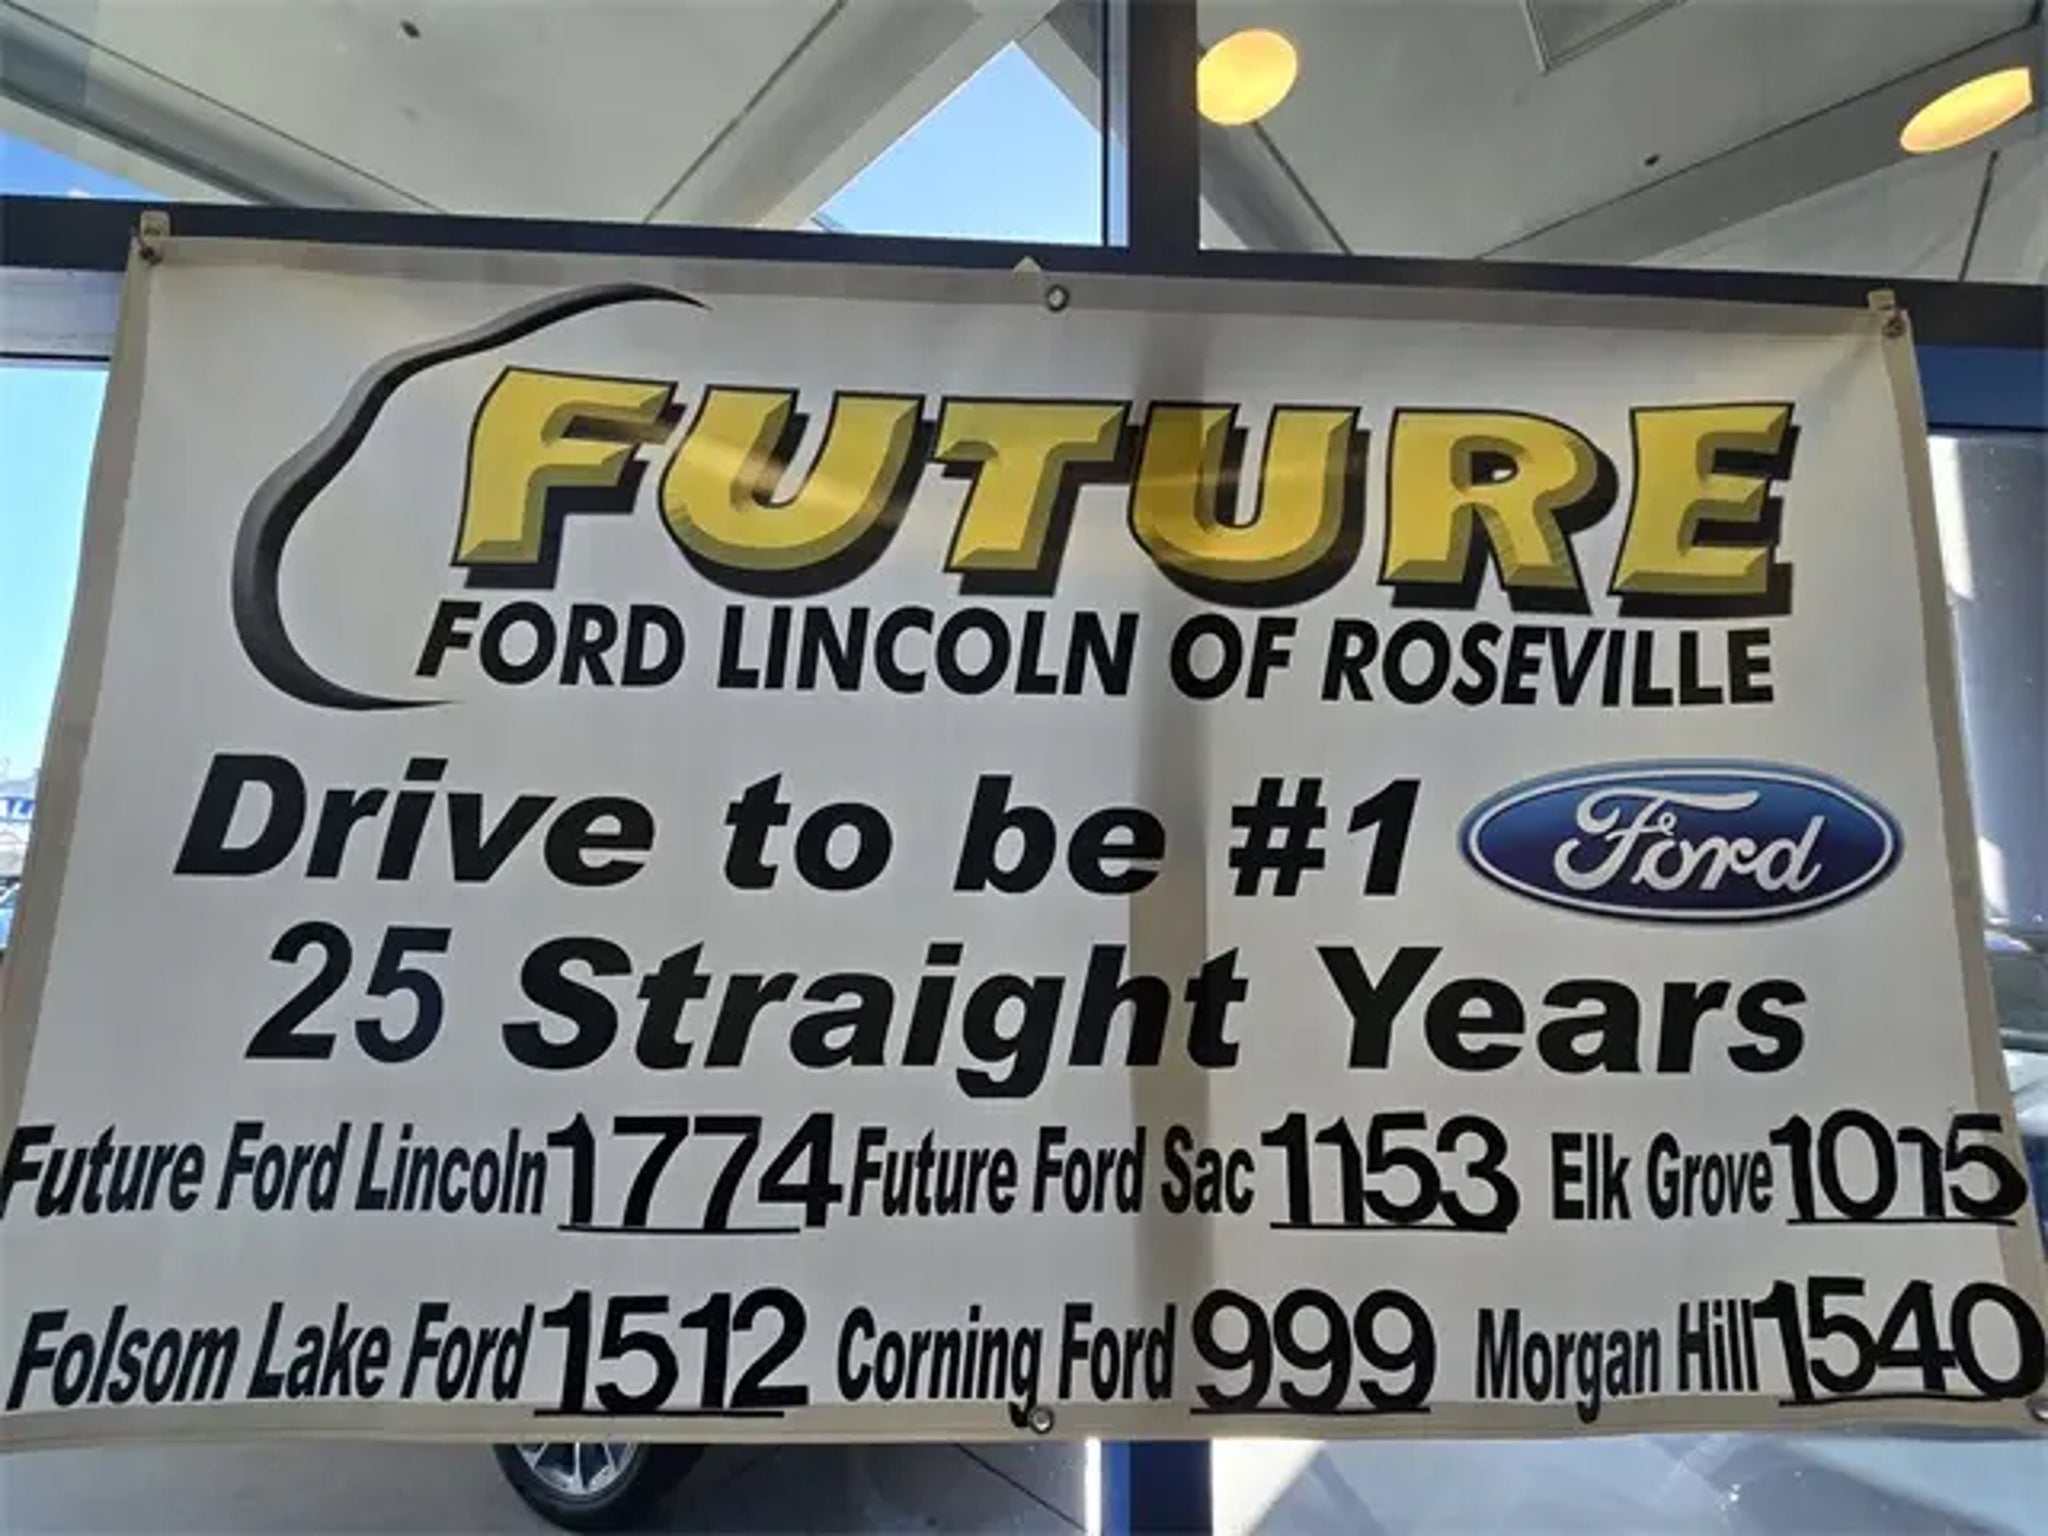 FUTURE
FORD LINCOLN OF ROSEVILLE
Drive to be #1 Ford
25 Straight Years
Future Ford Lincoln 1774 Future Ford Sac 1153 Elk Grove 1015
Folsom Lake Ford 1512 Corning Ford 999 Morgan Hill 1540